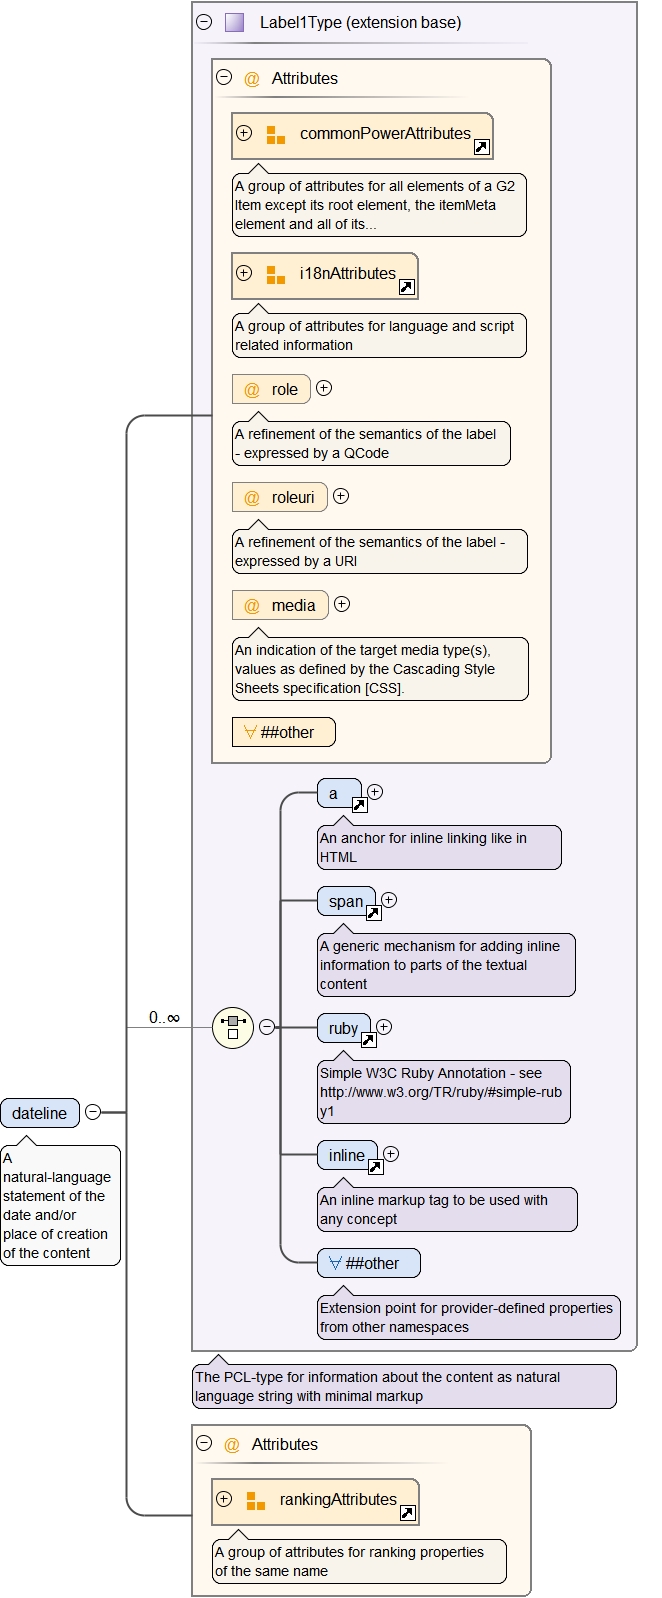 Label1Type (extension base)
@ Attributes
commonPowerAttributes
A group of attributes for all elements of a G2
Item except its root element, the itemMeta
element and all of its...
i18nAttributes
A group of attributes for language and script
related information
@ role
A refinement of the semantics of the label
- expressed by a QCode
@ roleuri
A refinement of the semantics of the label -
expressed by a URI
@ media
An indication of the target media type(s),
values as defined by the Cascading Style
Sheets specification [CSS].
∀ ##other
a
An anchor for inline linking like in
HTML
span
A generic mechanism for adding inline
information to parts of the textual
content
0..∞
ruby
Simple W3C Ruby Annotation - see
http://www.w3.org/TR/ruby/#simple-rub
y1
dateline
A
natural-language
statement of the
date and/or
place of creation
of the content
inline
An inline markup tag to be used with
any concept
∀ ##other
Extension point for provider-defined properties
from other namespaces
The PCL-type for information about the content as natural
language string with minimal markup
@ Attributes
rankingAttributes
A group of attributes for ranking properties
of the same name